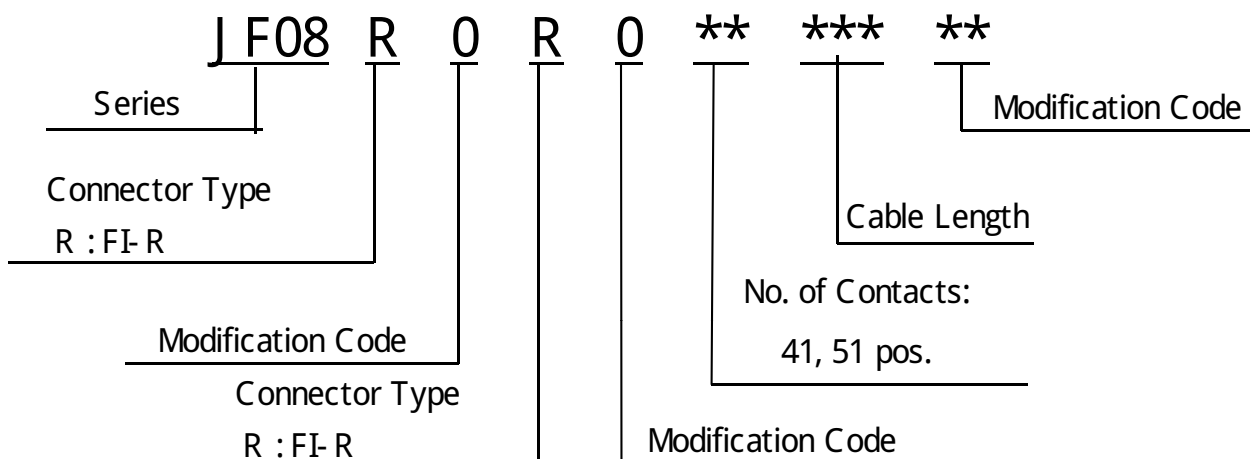 JF08 R 0 R 0 ** *** **
Series
Modification Code
Connector Type
R : FI-R
Cable Length
No. of Contacts:
41, 51 pos.
Modification Code
Connector Type
R : FI-R
Modification Code